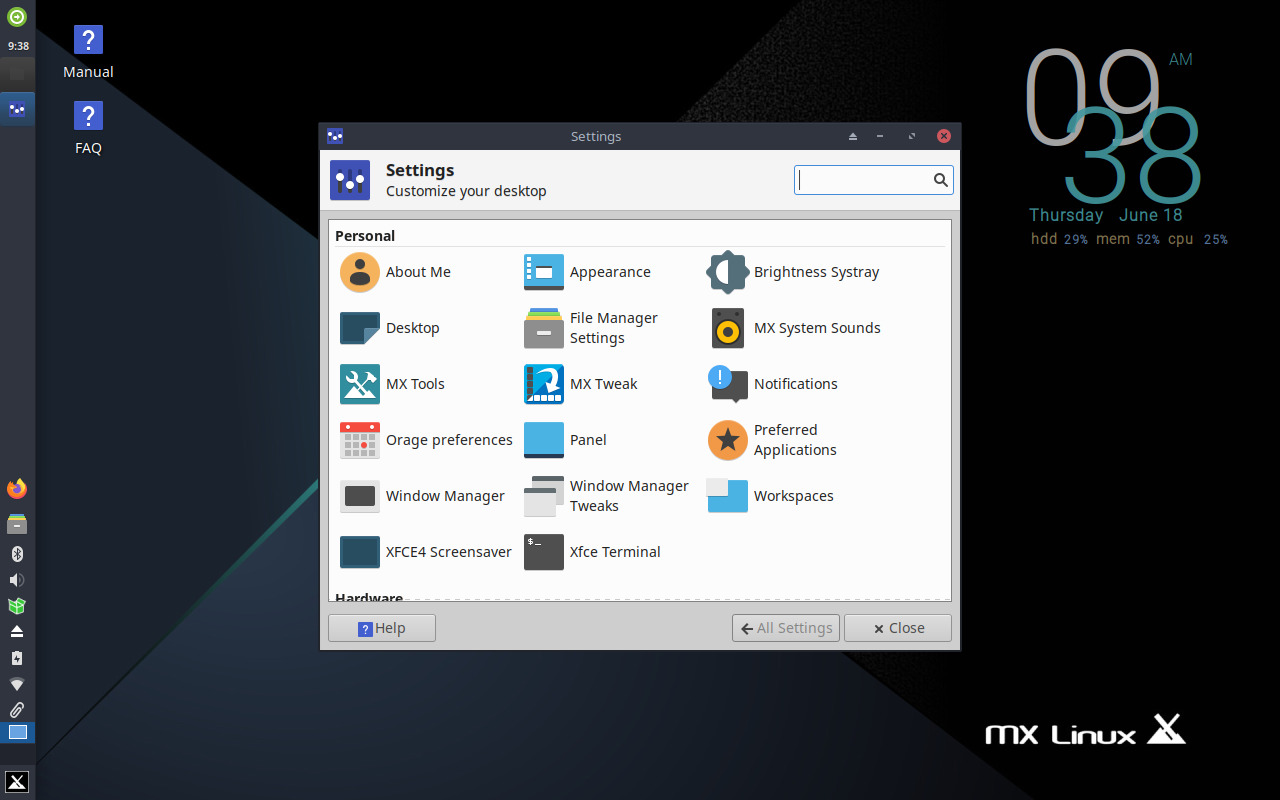 9:38
Manual
FAQ
Settings
Settings
Customize your desktop
Personal
About Me
Appearance
Brightness Systray
Desktop
File Manager
Settings
MX System Sounds
MX Tools
MX Tweak
Notifications
Orage preferences
Panel
Preferred
Applications
Window Manager
Window Manager
Tweaks
Workspaces
XFCE4 Screensaver
$_
Xfce Terminal
Hardware
Help
All Settings
Close
09
AM
38
Thursday June 18
hdd 29% mem 52% cpu 25%
MX Linux